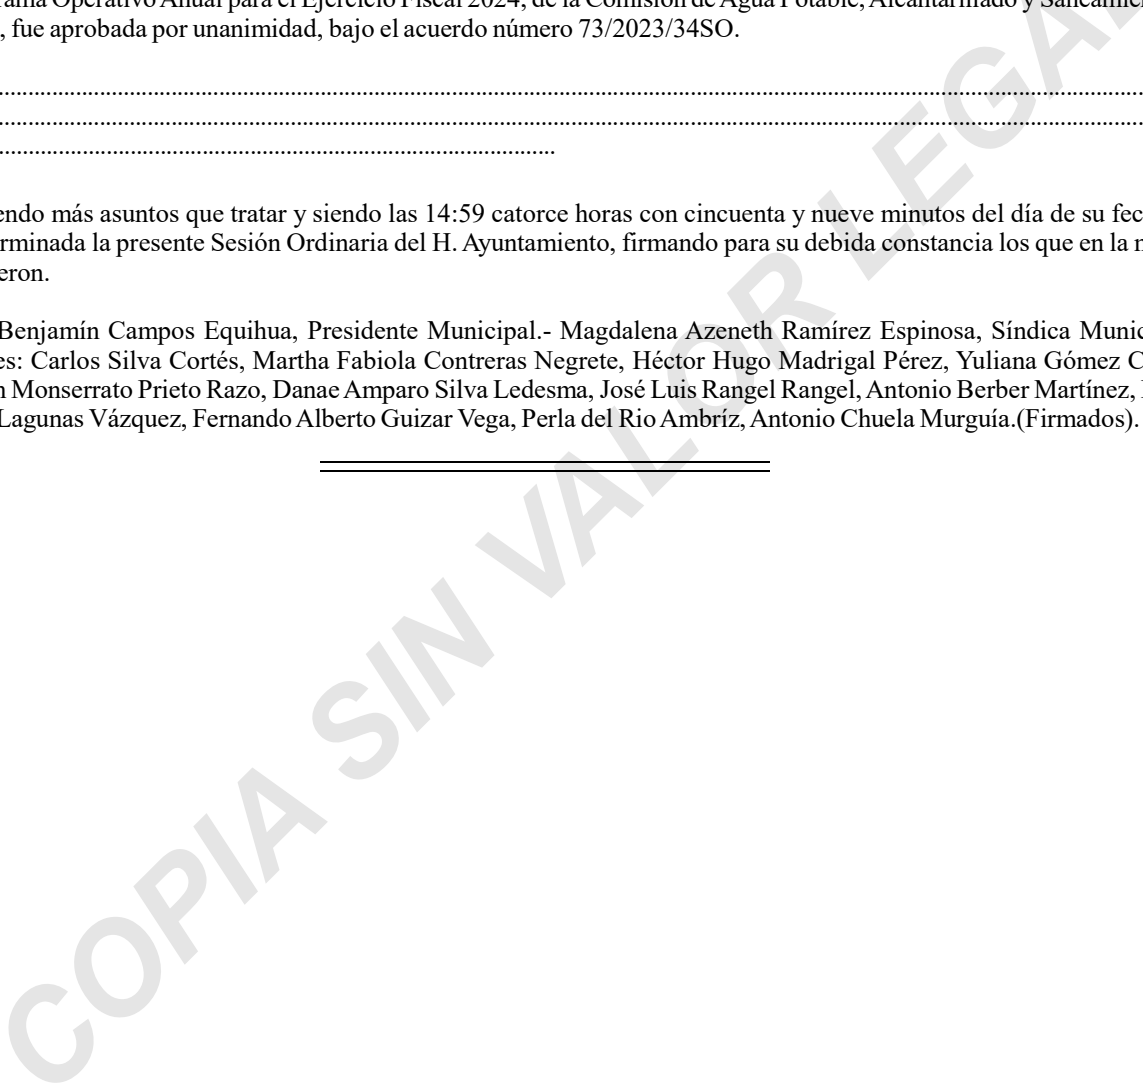 rama Operativo Anual para el Ejercicio Fiscal 2024, de la Comisión de Agua Potable, Alcantarillado y Saneamie
, fue aprobada por unanimidad, bajo el acuerdo número 73/2023/34SO.
endo más asuntos que tratar y siendo las 14:59 catorce horas con cincuenta y nueve minutos del día de su fec
rminada la presente Sesión Ordinaria del H. Ayuntamiento, firmando para su debida constancia los que en la
eron.
Benjamín Campos Equihua, Presidente Municipal.- Magdalena Azeneth Ramírez Espinosa, Síndica Munic
es: Carlos Silva Cortés, Martha Fabiola Contreras Negrete, Héctor Hugo Madrigal Pérez, Yuliana Gómez C
n Monserrato Prieto Razo, Danae Amparo Silva Ledesma, José Luis Rangel Rangel, Antonio Berber Martínez,
Lagunas Vázquez, Fernando Alberto Guizar Vega, Perla del Rio Ambríz, Antonio Chuela Murguía.(Firmados).
COPIA SIN VALOR LEGAL